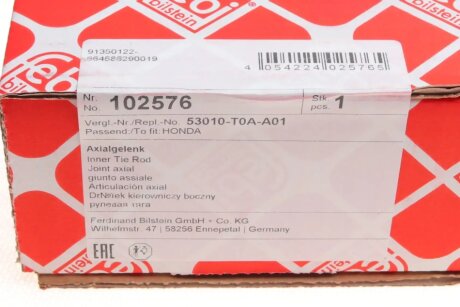 febi
bilstein
91350122-
4 054224 025765
Nr.
No. 102576
Stk
pcs. 1
Vergl.-Nr./Repl.-No. 53010-T0A-A01
Passend/To fit: HONDA
Axialgelenk
Inner Tie Rod
Joint axial
giunto assiale
Articulación axial
kierowniczy boczny
рулевая тяга
Ferdinand Bilstein GmbH + Co. KG
Wilhelmstr. 47 | 58256 Ennepetal | Germany
EAC